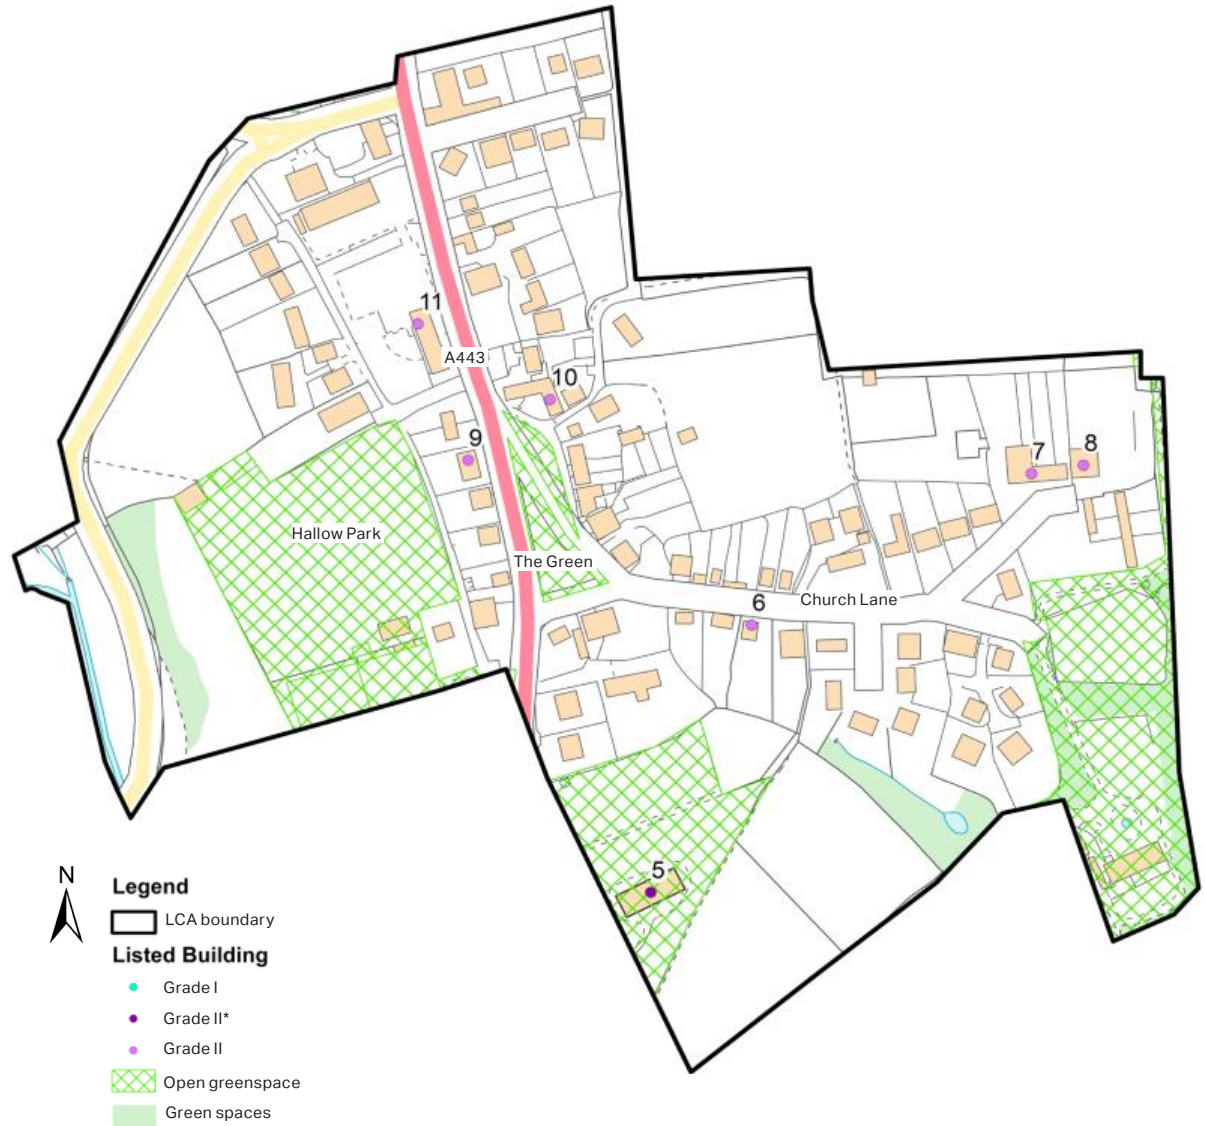 11
A443
10
9
7
8
Hallow Park
The Green
6
Church Lane
5
N
Legend
LCA boundary
Listed Building
Grade I
Grade II*
Grade II
Open greenspace
Green spaces